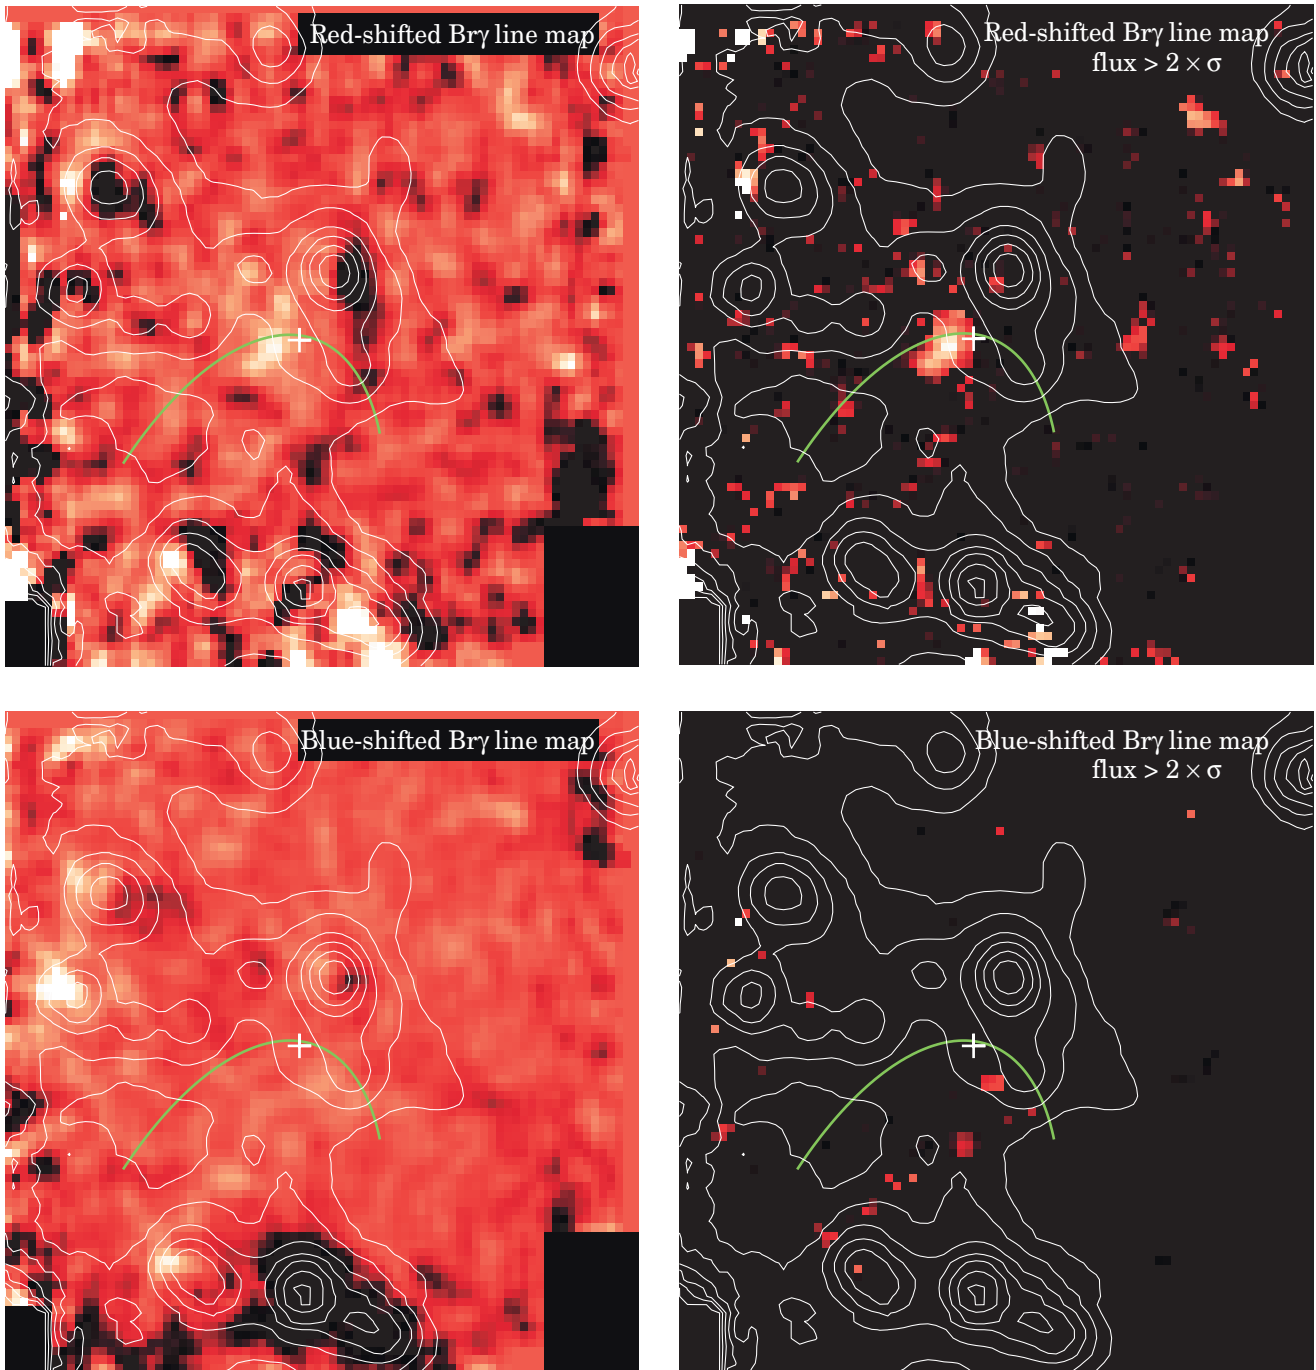 Red-shifted Brγ line map
Red-shifted Brγ line map
flux > 2 × σ
Blue-shifted Brγ line map
Blue-shifted Brγ line map
flux > 2 × σ